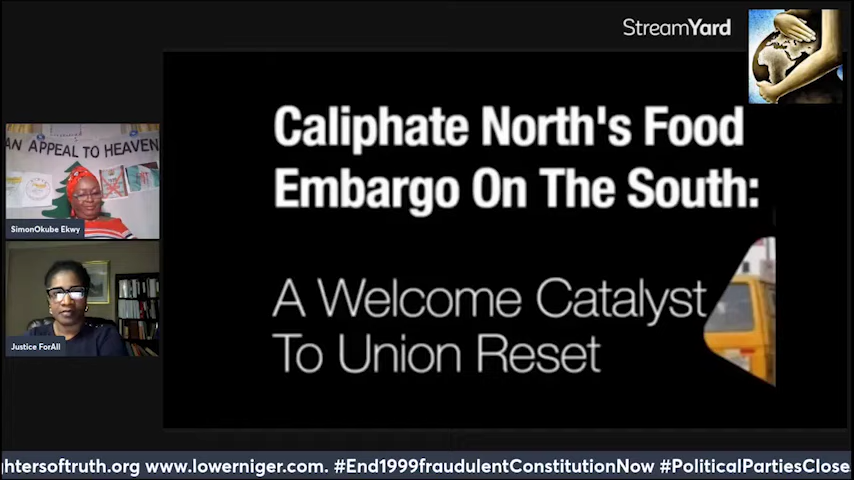 StreamYard
Caliphate North's Food
Embargo On The South:
A Welcome Catalyst
To Union Reset
AN APPEAL TO HEAVEN
SimonOkube Ekwy
Justice ForAll
ghtersoftruth.org www.lowerniger.com. #End1999fraudulentConstitutionNow #PoliticalPartiesClose